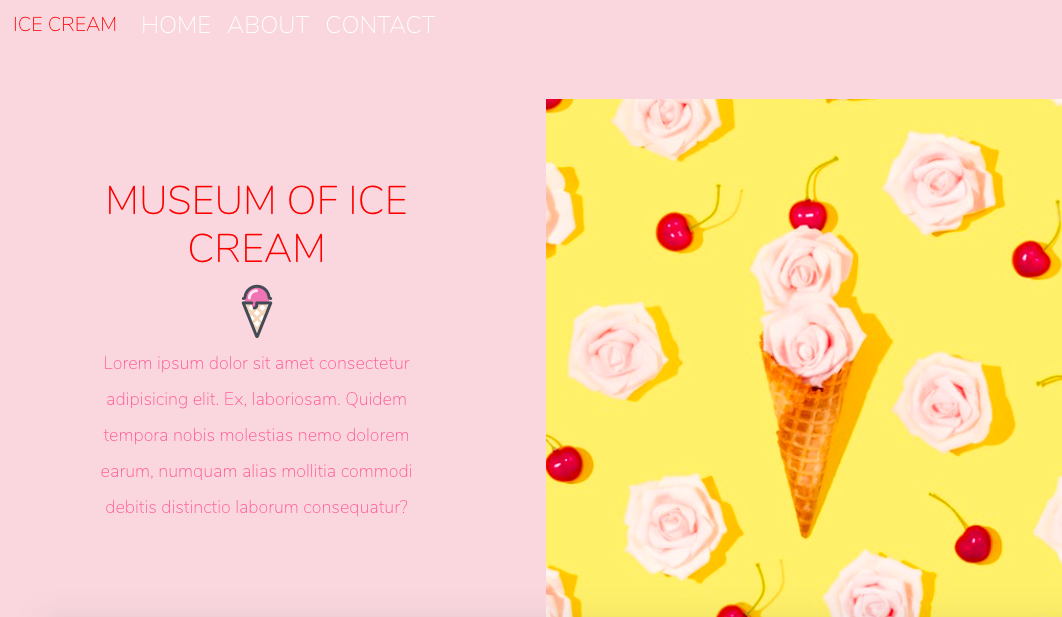 ICE CREAM HOME ABOUT CONTACT
MUSEUM OF ICE
CREAM
Lorem ipsum dolor sit amet consectetur
adipisicing elit. Ex, laboriosam. Quidem
tempora nobis molestias nemo dolorem
earum, numquam alias mollitia commodi
debitis distinctio laborum consequatur?